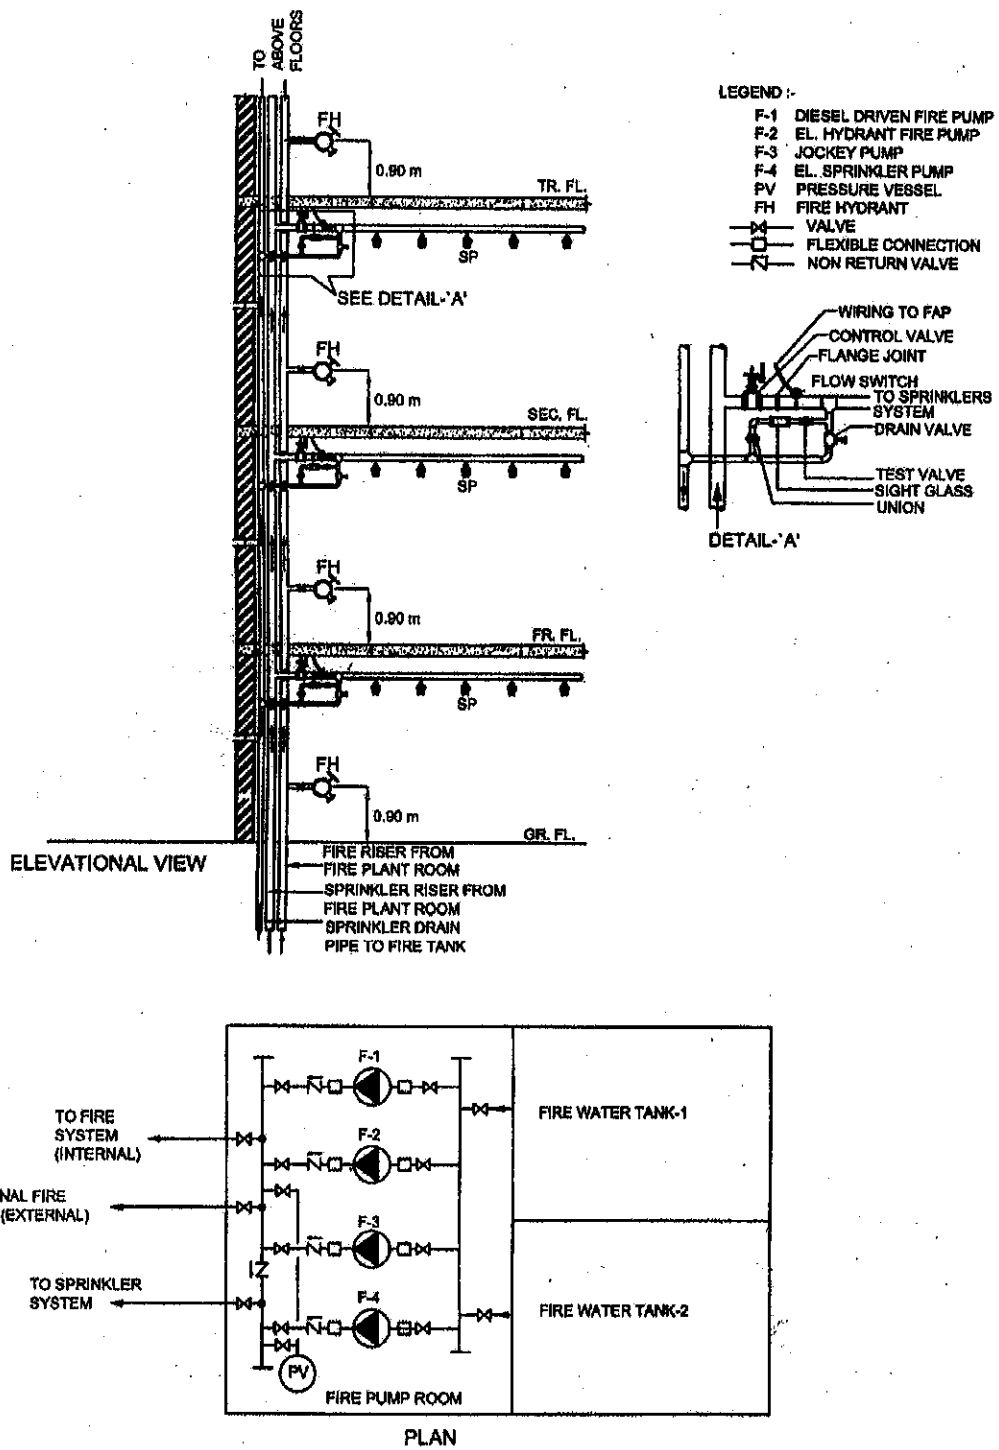 TO
ABOVE
FLOORS
FH
0.90 m
TR. FL.
SP
SEE DETAIL-'A'
FH
0.90 m
SEC. FL.
SP
FH
0.90 m
FR. FL.
SP
FH
0.90 m
GR. FL.
ELEVATIONAL VIEW
FIRE RISER FROM
FIRE PLANT ROOM
SPRINKLER RISER FROM
FIRE PLANT ROOM
SPRINKLER DRAIN
PIPE TO FIRE TANK
LEGEND :-
F-1 DIESEL DRIVEN FIRE PUMP
F-2 EL. HYDRANT FIRE PUMP
F-3 JOCKEY PUMP
F-4 EL. SPRINKLER PUMP
PV PRESSURE VESSEL
FH FIRE HYDRANT
VALVE
FLEXIBLE CONNECTION
NON RETURN VALVE
WIRING TO FAP
CONTROL VALVE
FLANGE JOINT
FLOW SWITCH
TO SPRINKLERS
SYSTEM
DRAIN VALVE
TEST VALVE
SIGHT GLASS
UNION
DETAIL-'A'
F-1
FIRE WATER TANK-1
TO FIRE
SYSTEM
(INTERNAL)
F-2
NAL FIRE
(EXTERNAL)
F-3
TO SPRINKLER
SYSTEM
F-4
FIRE WATER TANK-2
PV
FIRE PUMP ROOM
PLAN